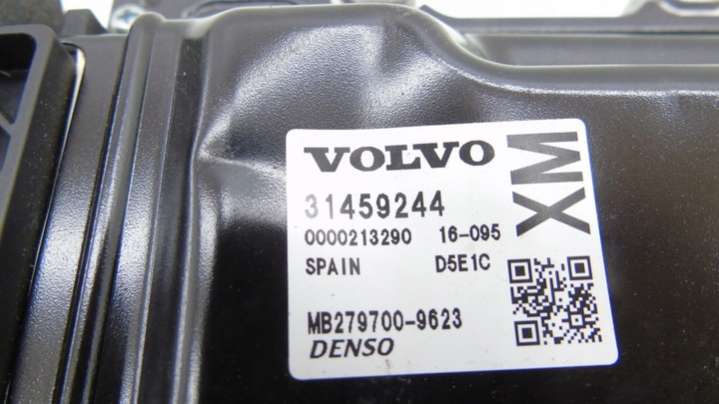 VOLVO
31459244
0000213290 16-095
SPAIN D5E1C
MB279700-9623
DENSO
XM